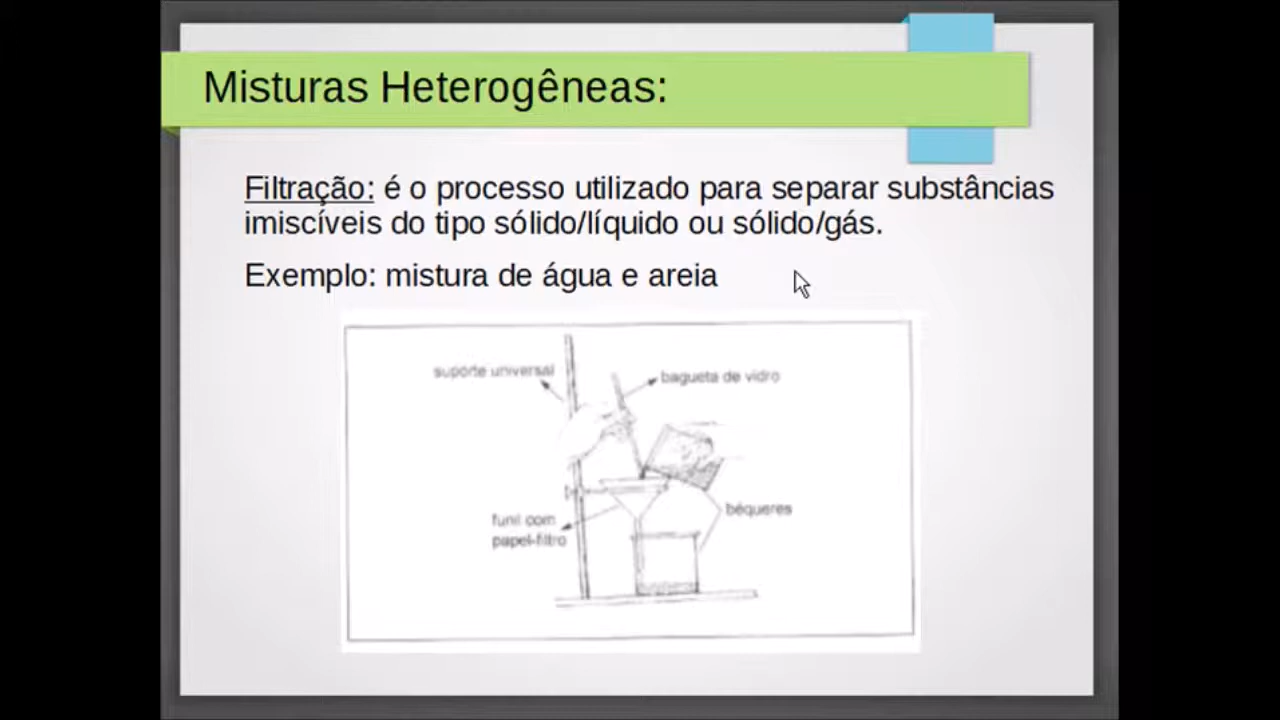 Misturas Heterogêneas:
Filtração: é o processo utilizado para separar substâncias
imiscíveis do tipo sólido/líquido ou sólido/gás.
Exemplo: mistura de água e areia
suporte universal
bagueta de vidro
funil com
papel-filtro
béqueres